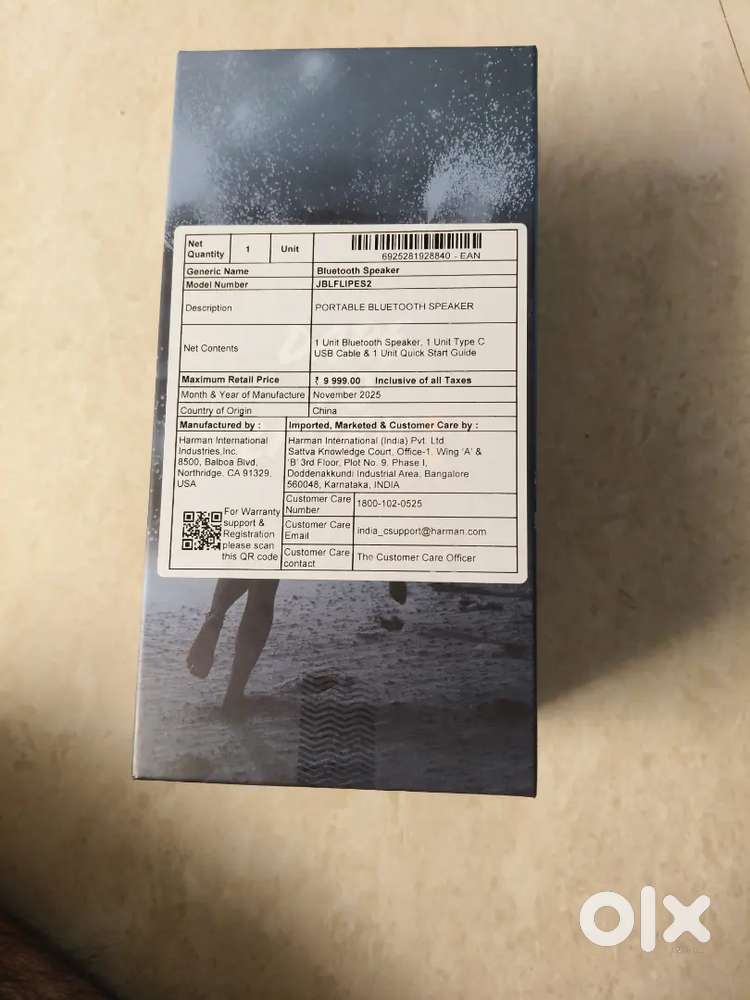 Net Quantity 1 Unit
6925281928840 - EAN
Generic Name Bluetooth Speaker
Model Number JBLFLIPES2
Description PORTABLE BLUETOOTH SPEAKER
Net Contents 1 Unit Bluetooth Speaker, 1 Unit Type C
USB Cable & 1 Unit Quick Start Guide
Maximum Retail Price ₹ 9 999.00 Inclusive of all Taxes
Month & Year of Manufacture November 2025
Country of Origin China
Manufactured by :
Harman International
Industries,Inc.
8500, Balboa Blvd,
Northridge, CA 91329,
USA
For Warranty
support &
Registration
please scan
this QR code
Imported, Marketed & Customer Care by :
Harman International (India) Pvt. Ltd.
Sattva Knowledge Court, Office-1, Wing 'A' &
'B' 3rd Floor, Plot No. 9, Phase I,
Doddenakkundi Industrial Area, Bangalore
560048, Karnataka, INDIA
Customer Care
Number 1800-102-0525
Customer Care
Email india_csupport@harman.com
Customer Care
contact The Customer Care Officer
olx